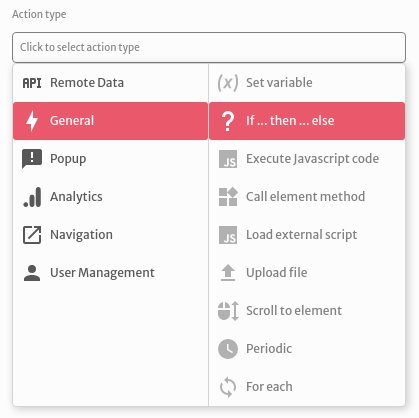 Action type
Click to select action type
API Remote Data
General
Popup
Analytics
Navigation
User Management
(x) Set variable
? If ... then ... else
JS Execute Javascript code
Call element method
JS Load external script
Upload file
Scroll to element
Periodic
For each